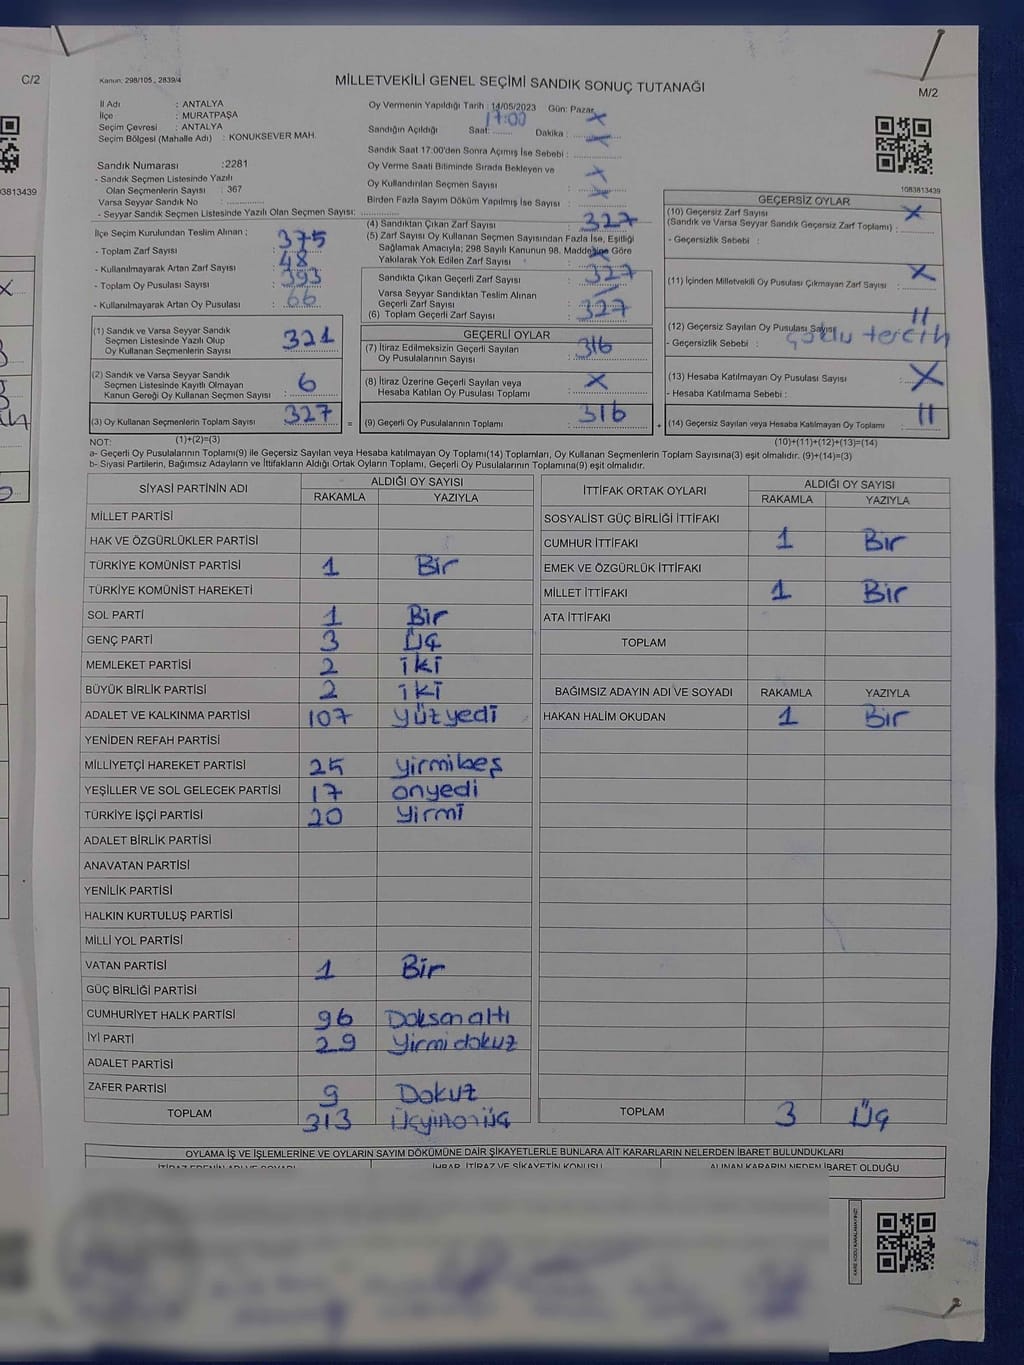 C/2
83813439
Kanun: 298/105 , 2839/4
MİLLETVEKİLİ GENEL SEÇİMİ SANDIK SONUÇ TUTANAĞI
M/2
İl Adı : ANTALYA
İlçe : MURATPAŞA
Seçim Çevresi : ANTALYA
Seçim Bölgesi (Mahalle Adı) : KONUKSEVER MAH.
Sandık Numarası :2281
- Sandık Seçmen Listesinde Yazılı
Olan Seçmenlerin Sayısı : 367
Varsa Seyyar Sandık No : ..............
- Seyyar Sandık Seçmen Listesinde Yazılı Olan Seçmen Sayısı: ..............
Oy Vermenin Yapıldığı Tarih : 14/05/2023 Gün: Pazar
Sandığın Açıldığı Saat: 17:00 Dakika : X
Sandık Saat 17:00'den Sonra Açımış İse Sebebi : ..............
Oy Verme Saati Bitiminde Sırada Bekleyen ve
Oy Kullandırılan Seçmen Sayısı : X
Birden Fazla Sayım Döküm Yapılmış İse Sayısı : X
1083813439
İlçe Seçim Kurulundan Teslim Alınan ;
- Toplam Zarf Sayısı : 375
- Kullanılmayarak Artan Zarf Sayısı : 48
- Toplam Oy Pusulası Sayısı : 393
- Kullanılmayarak Artan Oy Pusulası : 66
(4) Sandıktan Çıkan Zarf Sayısı : 327
(5) Zarf Sayısı Oy Kullanan Seçmen Sayısından Fazla İse, Eşitliği
Sağlamak Amacıyla; 298 Sayılı Kanunun 98. Maddesine Göre
Yakılarak Yok Edilen Zarf Sayısı : X
Sandıkta Çıkan Geçerli Zarf Sayısı : 327
Varsa Seyyar Sandıktan Teslim Alınan
Geçerli Zarf Sayısı : —
(6) Toplam Geçerli Zarf Sayısı : 327
GEÇERSİZ OYLAR
(10) Geçersiz Zarf Sayısı X
(Sandık ve Varsa Seyyar Sandık Geçersiz Zarf Toplamı) : ........
- Geçersizlik Sebebi :
(11) İçinden Milletvekili Oy Pusulası Çıkmayan Zarf Sayısı : X
(12) Geçersiz Sayılan Oy Pusulası Sayısı 11
- Geçersizlik Sebebi : Çoklu tercih
(13) Hesaba Katılmayan Oy Pusulası Sayısı : X
- Hesaba Katılmama Sebebi :
(14) Geçersiz Sayılan veya Hesaba Katılmayan Oy Toplamı : 11
(10)+(11)+(12)+(13)=(14)
(1) Sandık ve Varsa Seyyar Sandık
Seçmen Listesinde Yazılı Olup
Oy Kullanan Seçmenlerin Sayısı : 321
(2) Sandık ve Varsa Seyyar Sandık
Seçmen Listesinde Kayıtlı Olmayan
Kanun Gereği Oy Kullanan Seçmen Sayısı : 6
(3) Oy Kullanan Seçmenlerin Toplam Sayısı : 327 =
GEÇERLİ OYLAR
(7) İtiraz Edilmeksizin Geçerli Sayılan
Oy Pusulalarının Sayısı : 316
(8) İtiraz Üzerine Geçerli Sayılan veya
Hesaba Katılan Oy Pusulası Toplamı : X
(9) Geçerli Oy Pusulalarının Toplamı : 316 +
NOT: (1)+(2)=(3)
a- Geçerli Oy Pusulalarının Toplamı(9) ile Geçersiz Sayılan veya Hesaba katılmayan Oy Toplamı(14) Toplamları, Oy Kullanan Seçmenlerin Toplam Sayısına(3) eşit olmalıdır. (9)+(14)=(3)
b- Siyasi Partilerin, Bağımsız Adayların ve İttifakların Aldığı Ortak Oyların Toplamı, Geçerli Oy Pusulalarının Toplamına(9) eşit olmalıdır.
SİYASİ PARTİNİN ADI ALDIĞI OY SAYISI
RAKAMLA YAZIYLA
MİLLET PARTİSİ
HAK VE ÖZGÜRLÜKLER PARTİSİ
TÜRKİYE KOMÜNİST PARTİSİ 1 Bir
TÜRKİYE KOMÜNİST HAREKETİ
SOL PARTİ 1 Bir
GENÇ PARTİ 3 Üç
MEMLEKET PARTİSİ 2 iki
BÜYÜK BİRLİK PARTİSİ 2 iki
ADALET VE KALKINMA PARTİSİ 107 yüzyedi
YENİDEN REFAH PARTİSİ
MİLLİYETÇİ HAREKET PARTİSİ 25 yirmibeş
YEŞİLLER VE SOL GELECEK PARTİSİ 17 onyedi
TÜRKİYE İŞÇİ PARTİSİ 20 yirmi
ADALET BİRLİK PARTİSİ
ANAVATAN PARTİSİ
YENİLİK PARTİSİ
HALKIN KURTULUŞ PARTİSİ
MİLLİ YOL PARTİSİ
VATAN PARTİSİ 1 Bir
GÜÇ BİRLİĞİ PARTİSİ
CUMHURİYET HALK PARTİSİ 96 Doksanaltı
İYİ PARTİ 29 yirmidokuz
ADALET PARTİSİ
ZAFER PARTİSİ 9 Dokuz
TOPLAM 313 Üçyüzonüç
İTTİFAK ORTAK OYLARI ALDIĞI OY SAYISI
RAKAMLA YAZIYLA
SOSYALİST GÜÇ BİRLİĞİ İTTİFAKI
CUMHUR İTTİFAKI 1 Bir
EMEK VE ÖZGÜRLÜK İTTİFAKI
MİLLET İTTİFAKI 1 Bir
ATA İTTİFAKI
TOPLAM
BAĞIMSIZ ADAYIN ADI VE SOYADI RAKAMLA YAZIYLA
HAKAN HALİM OKUDAN 1 Bir
TOPLAM 3 Üç
OYLAMA İŞ VE İŞLEMLERİNE VE OYLARIN SAYIM DÖKÜMÜNE DAİR ŞİKAYETLERLE BUNLARA AİT KARARLARIN NELERDEN İBARET BULUNDUKLARI
İTİRAZ EDENİN ADI VE SOYADI İHBAR, İTİRAZ VE ŞİKAYETİN KONUSU ALINAN KARARIN NEDEN İBARET OLDUĞU
KARE KODU KARALAMAYINIZ!